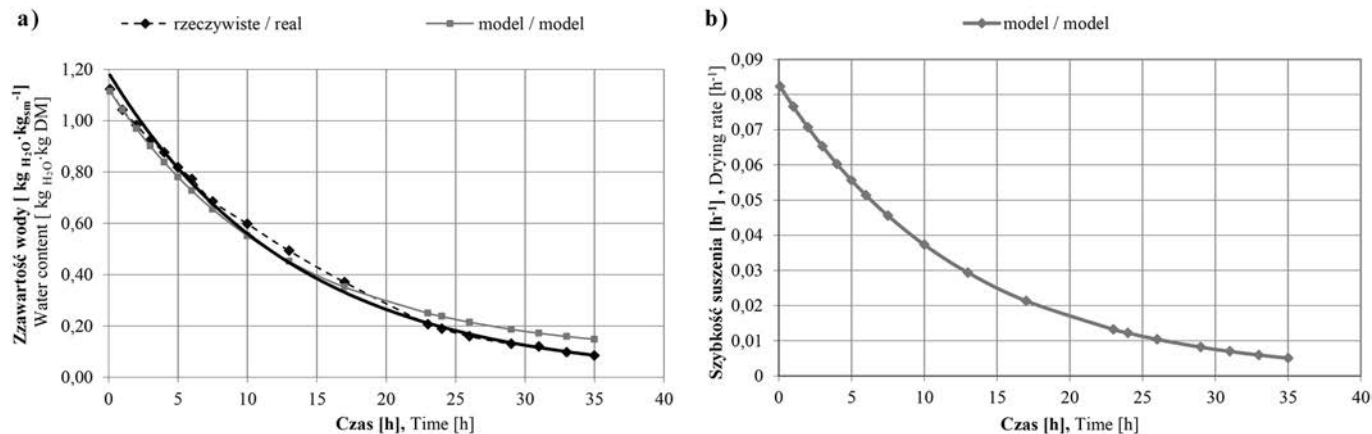 a)
rzeczywiste / real
model / model
Zzawartość wody [ kg H₂O·kgsm⁻¹]
Water content [ kg H₂O·kg DM]
1,20
1,00
0,80
0,60
0,40
0,20
0,00
0 5 10 15 20 25 30 35 40
Czas [h], Time [h]
b)
model / model
Szybkość suszenia [h⁻¹] , Drying rate [h⁻¹]
0,09
0,08
0,07
0,06
0,05
0,04
0,03
0,02
0,01
0
0 5 10 15 20 25 30 35 40
Czas [h], Time [h]